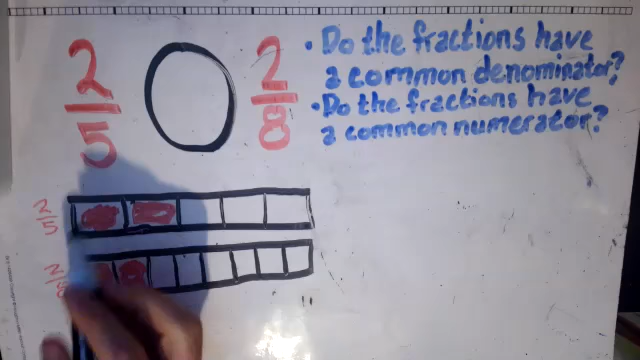 2/5 2/8
• Do the fractions have
a common denominator?
• Do the fractions have
a common numerator?
2/5
2/8